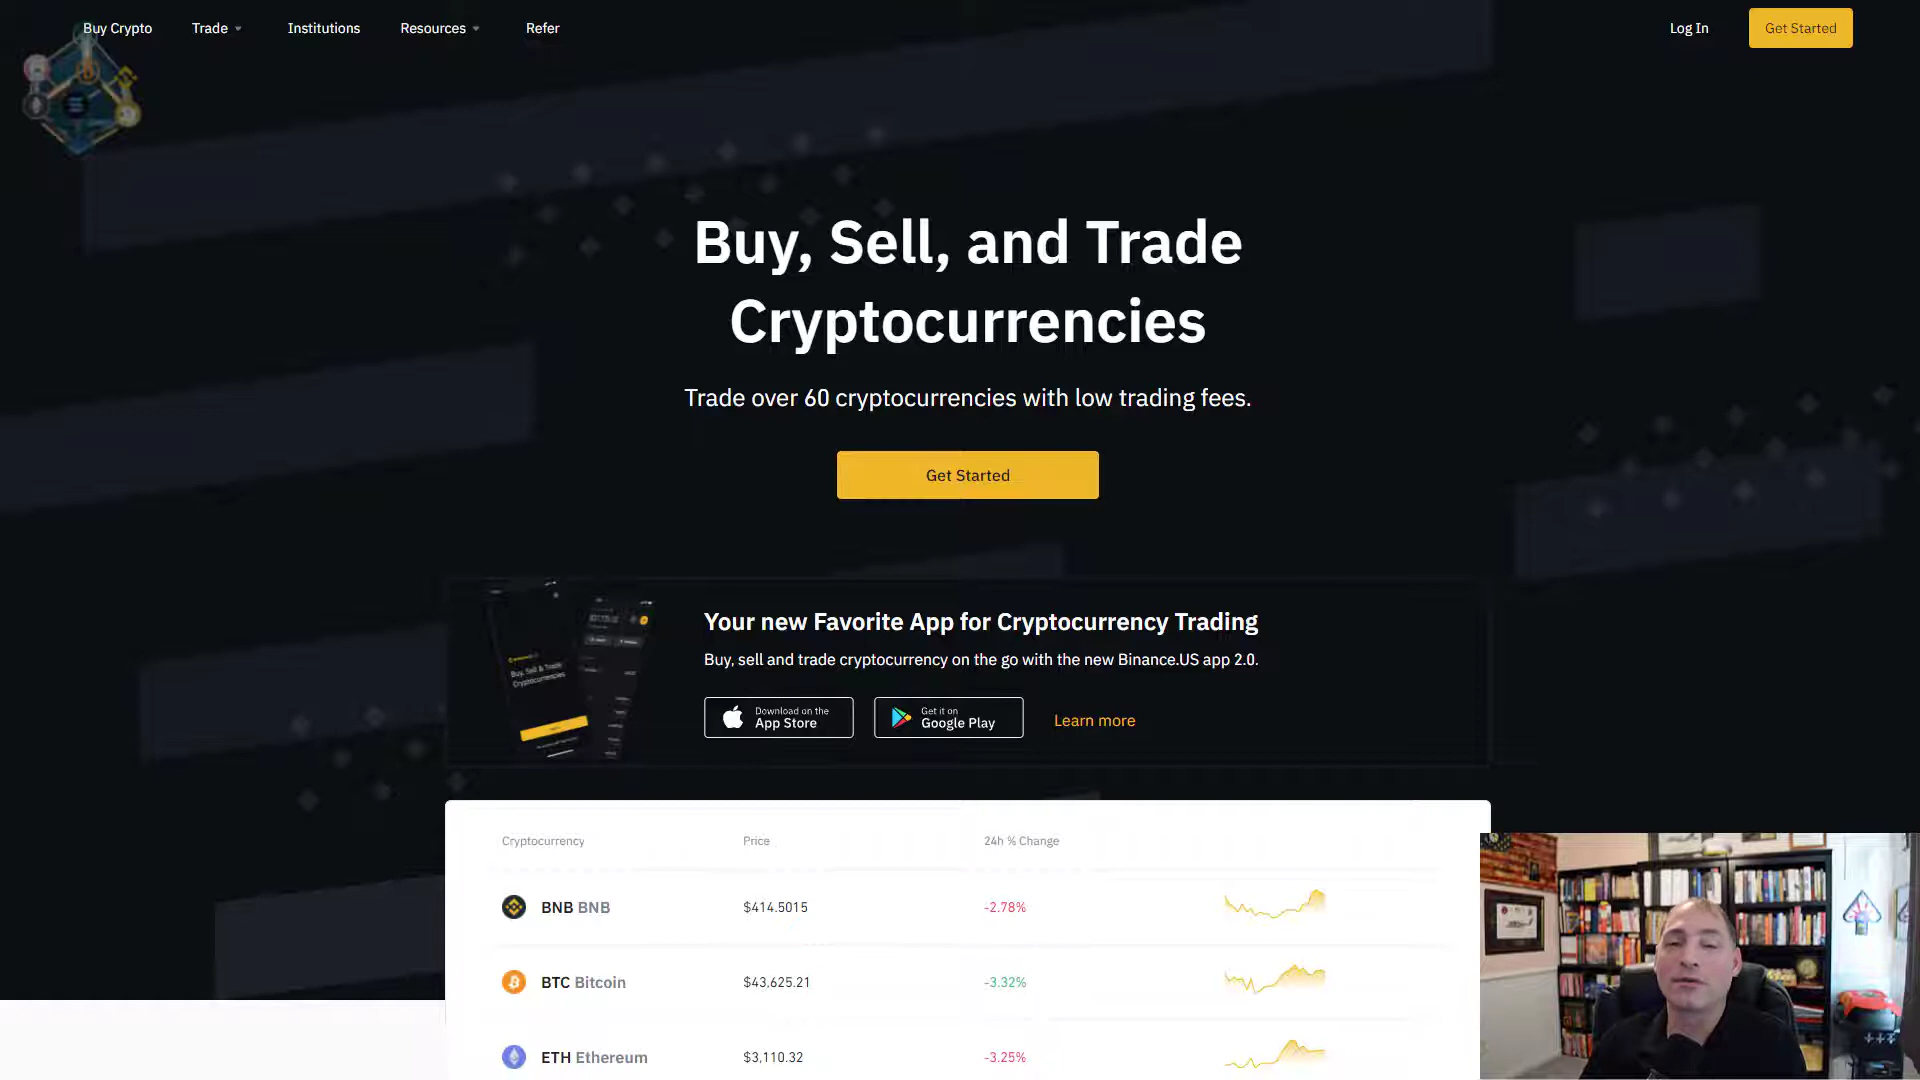 Buy Crypto Trade Institutions Resources Refer Log In Get Started
Buy, Sell, and Trade
Cryptocurrencies
Trade over 60 cryptocurrencies with low trading fees.
Get Started
Buy, Sell & Trade
Cryptocurrencies
Your new Favorite App for Cryptocurrency Trading
Buy, sell and trade cryptocurrency on the go with the new Binance.US app 2.0.
Download on the
App Store
Get it on
Google Play
Learn more
Cryptocurrency Price 24h % Change
BNB BNB $414.5015 -2.78%
BTC Bitcoin $43,625.21 -3.32%
ETH Ethereum $3,110.32 -3.25%